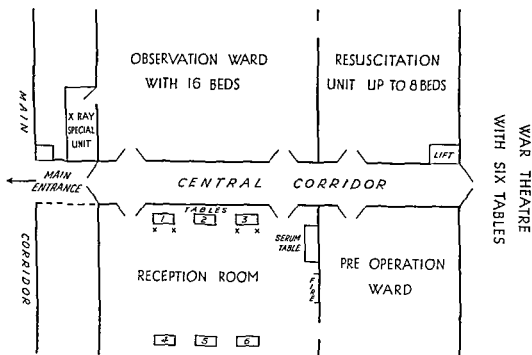 OBSERVATION WARD
WITH 16 BEDS
RESUSCITATION
UNIT UP TO 8 BEDS
MAIN
X RAY
SPECIAL
UNIT
LIFT
WAR THEATRE
WITH SIX TABLES
MAIN
ENTRANCE
CENTRAL CORRIDOR
TABLES
1 2 3
x x x x
SERUM
TABLE
CORRIDOR
RECEPTION ROOM
FIRE
PRE OPERATION
WARD
4 5 6